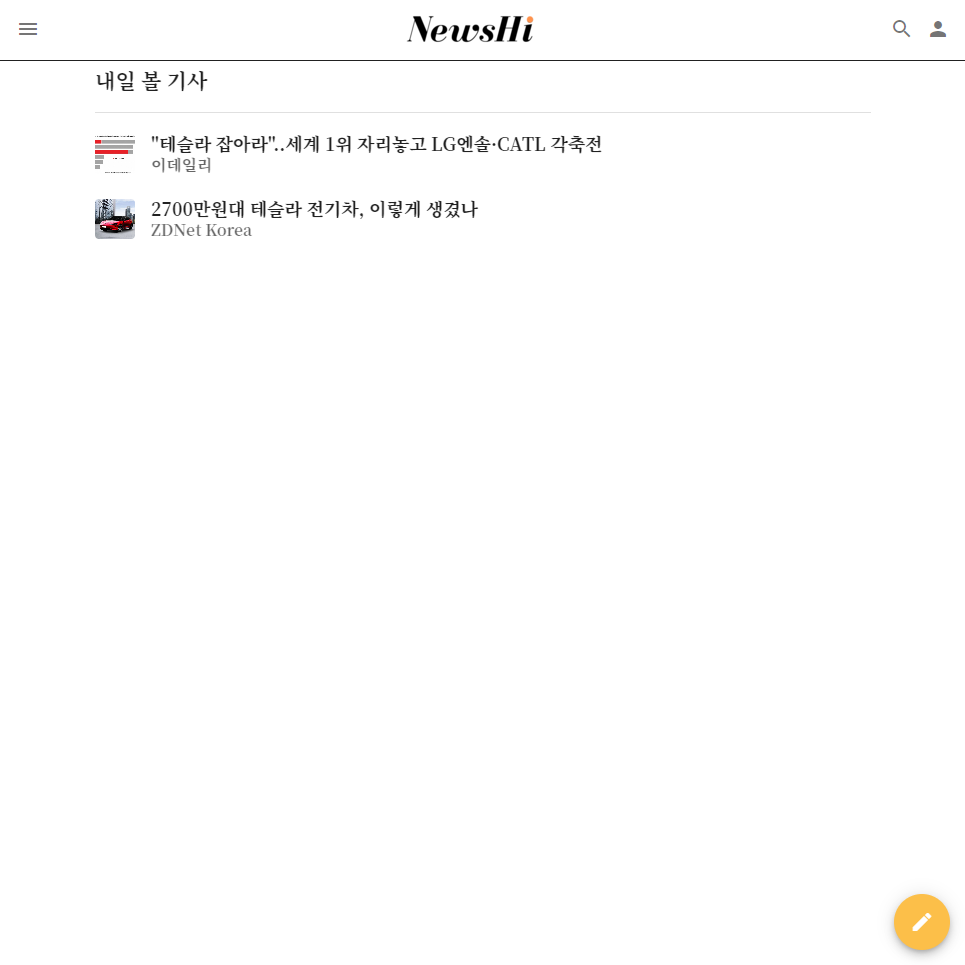 NewsHi
내일 볼 기사
"테슬라 잡아라"..세계 1위 자리놓고 LG엔솔·CATL 각축전
이데일리
2700만원대 테슬라 전기차, 이렇게 생겼나
ZDNet Korea